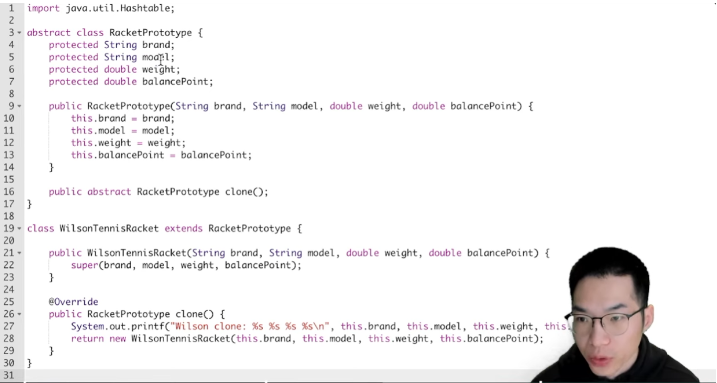 1 import java.util.Hashtable;
2
3 abstract class RacketPrototype {
4 protected String brand;
5 protected String model;
6 protected double weight;
7 protected double balancePoint;
8
9 public RacketPrototype(String brand, String model, double weight, double balancePoint) {
10 this.brand = brand;
11 this.model = model;
12 this.weight = weight;
13 this.balancePoint = balancePoint;
14 }
15
16 public abstract RacketPrototype clone();
17 }
18
19 class WilsonTennisRacket extends RacketPrototype {
20
21 public WilsonTennisRacket(String brand, String model, double weight, double balancePoint) {
22 super(brand, model, weight, balancePoint);
23 }
24
25 @Override
26 public RacketPrototype clone() {
27 System.out.printf("Wilson clone: %s %s %s %s\n", this.brand, this.model, this.weight, this.
28 return new WilsonTennisRacket(this.brand, this.model, this.weight, this.balancePoint);
29 }
30 }
31